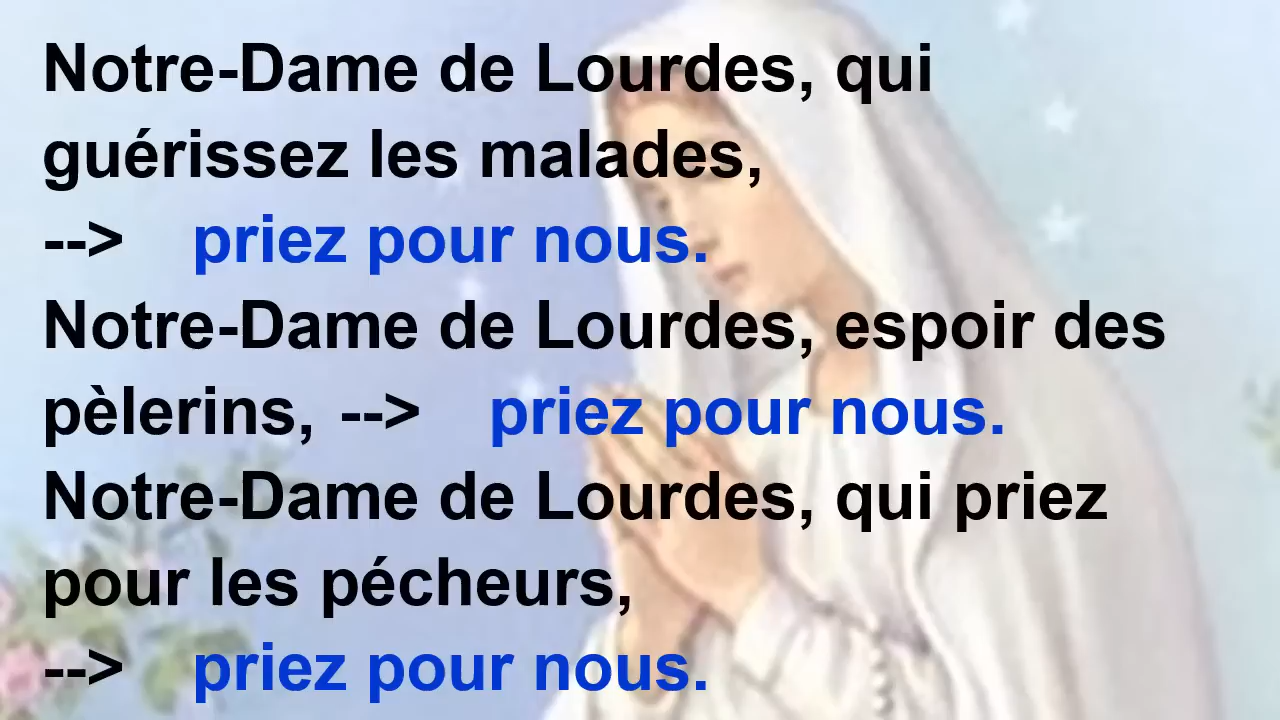 Notre-Dame de Lourdes, qui
guérissez les malades,
--> priez pour nous.
Notre-Dame de Lourdes, espoir des
pèlerins, --> priez pour nous.
Notre-Dame de Lourdes, qui priez
pour les pécheurs,
--> priez pour nous.